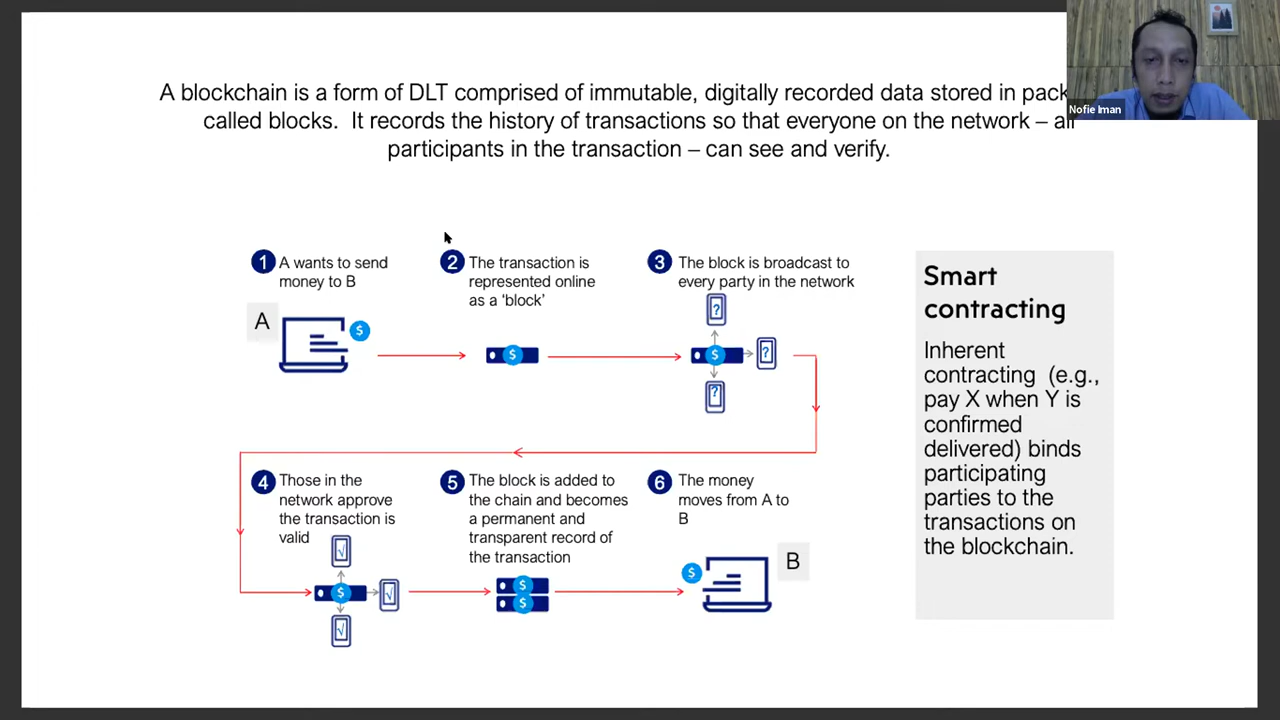 A blockchain is a form of DLT comprised of immutable, digitally recorded data stored in
called blocks. It records the history of transactions so that everyone on the network –
participants in the transaction – can see and verify.
Nofie Iman
1 A wants to send
money to B
A
$
2 The transaction is
represented online
as a ‘block’
$
3 The block is broadcast to
every party in the network
?
$
?
?
4 Those in the
network approve
the transaction is
valid
√
$
√
√
5 The block is added to
the chain and becomes
a permanent and
transparent record of
the transaction
$
$
6 The money
moves from A to
B
$
B
Smart
contracting
Inherent
contracting (e.g.,
pay X when Y is
confirmed
delivered) binds
participating
parties to the
transactions on
the blockchain.